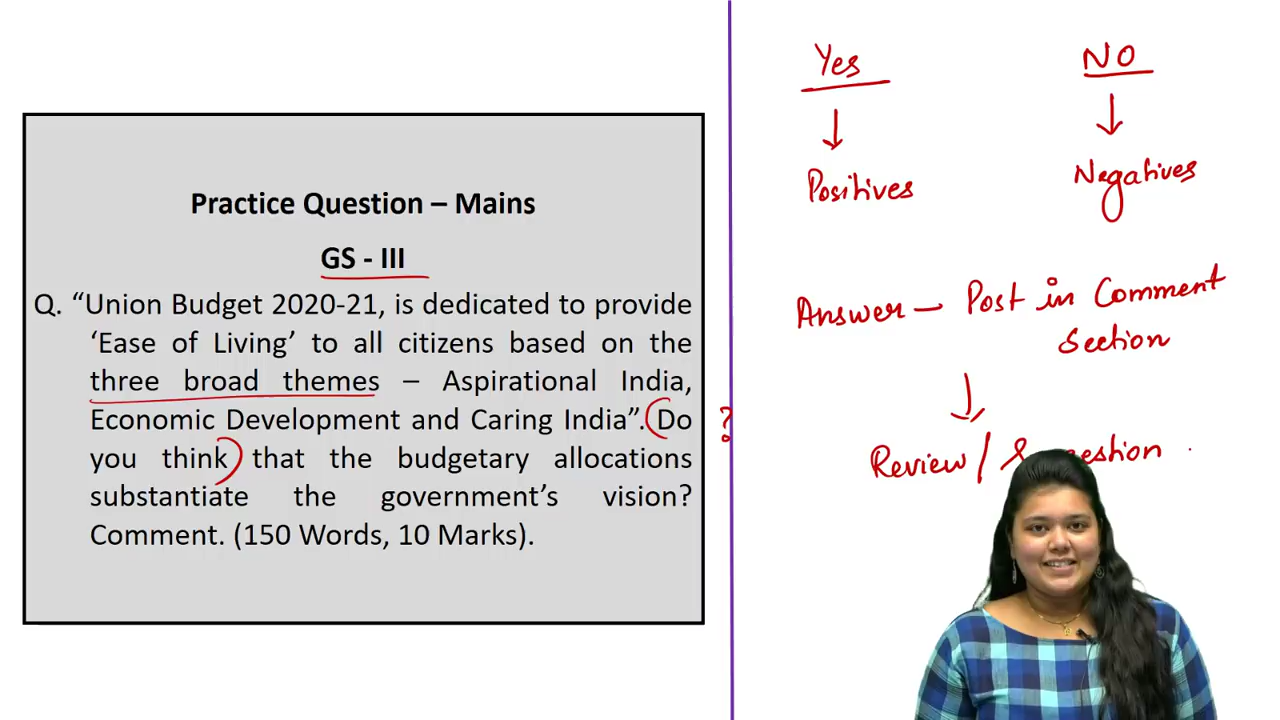 Practice Question – Mains
GS - III
Q. “Union Budget 2020-21, is dedicated to provide
‘Ease of Living’ to all citizens based on the
three broad themes – Aspirational India,
Economic Development and Caring India”. Do
you think that the budgetary allocations
substantiate the government’s vision?
Comment. (150 Words, 10 Marks).
?
Yes NO
Positives Negatives
Answer – Post in Comment
Section
Review /